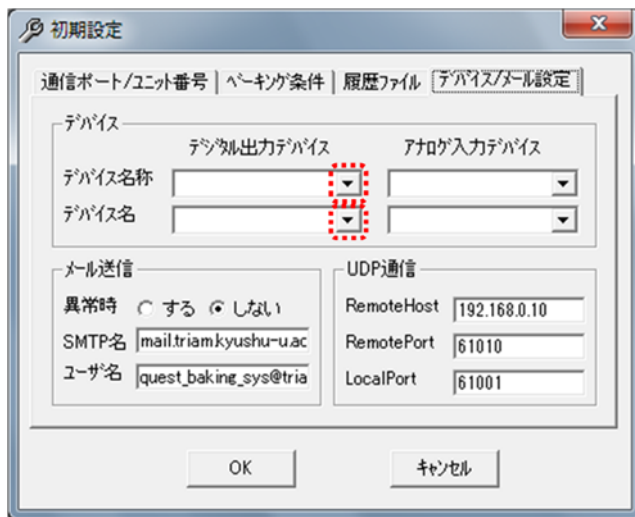 初期設定
通信ポート/ユニット番号 ベーキング条件 履歴ファイル デバイス/メール設定
デバイス
デジタル出力デバイス アナログ入力デバイス
デバイス名称
デバイス名
メール送信
異常時 する しない
SMTP名 mail.triam.kyushu-u.ac
ユーザ名 quest_baking_sys@tria
UDP通信
RemoteHost 192.168.0.10
RemotePort 61010
LocalPort 61001
OK キャンセル